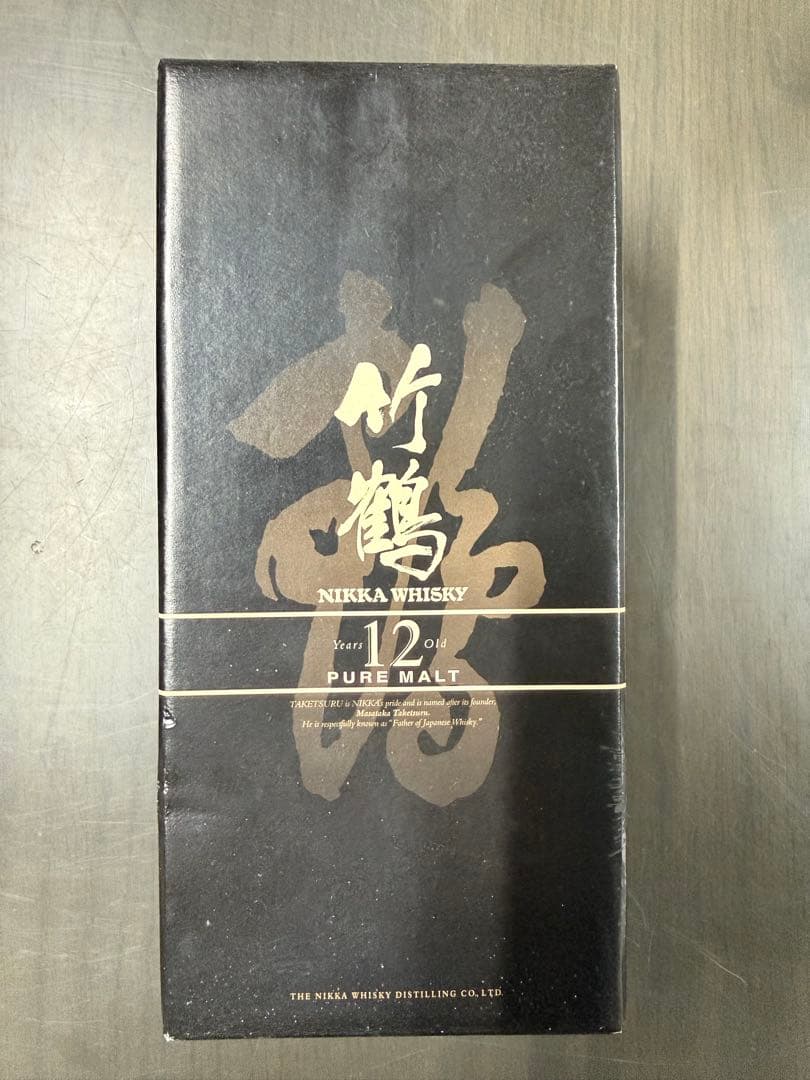 竹鶴
NIKKA WHISKY
Years 12 Old
PURE MALT
TAKETSURU is NIKKA's pride and is named after its founder,
Masataka Taketsuru.
He is respectfully known as "Father of Japanese Whisky."
THE NIKKA WHISKY DISTILLING CO., LTD.